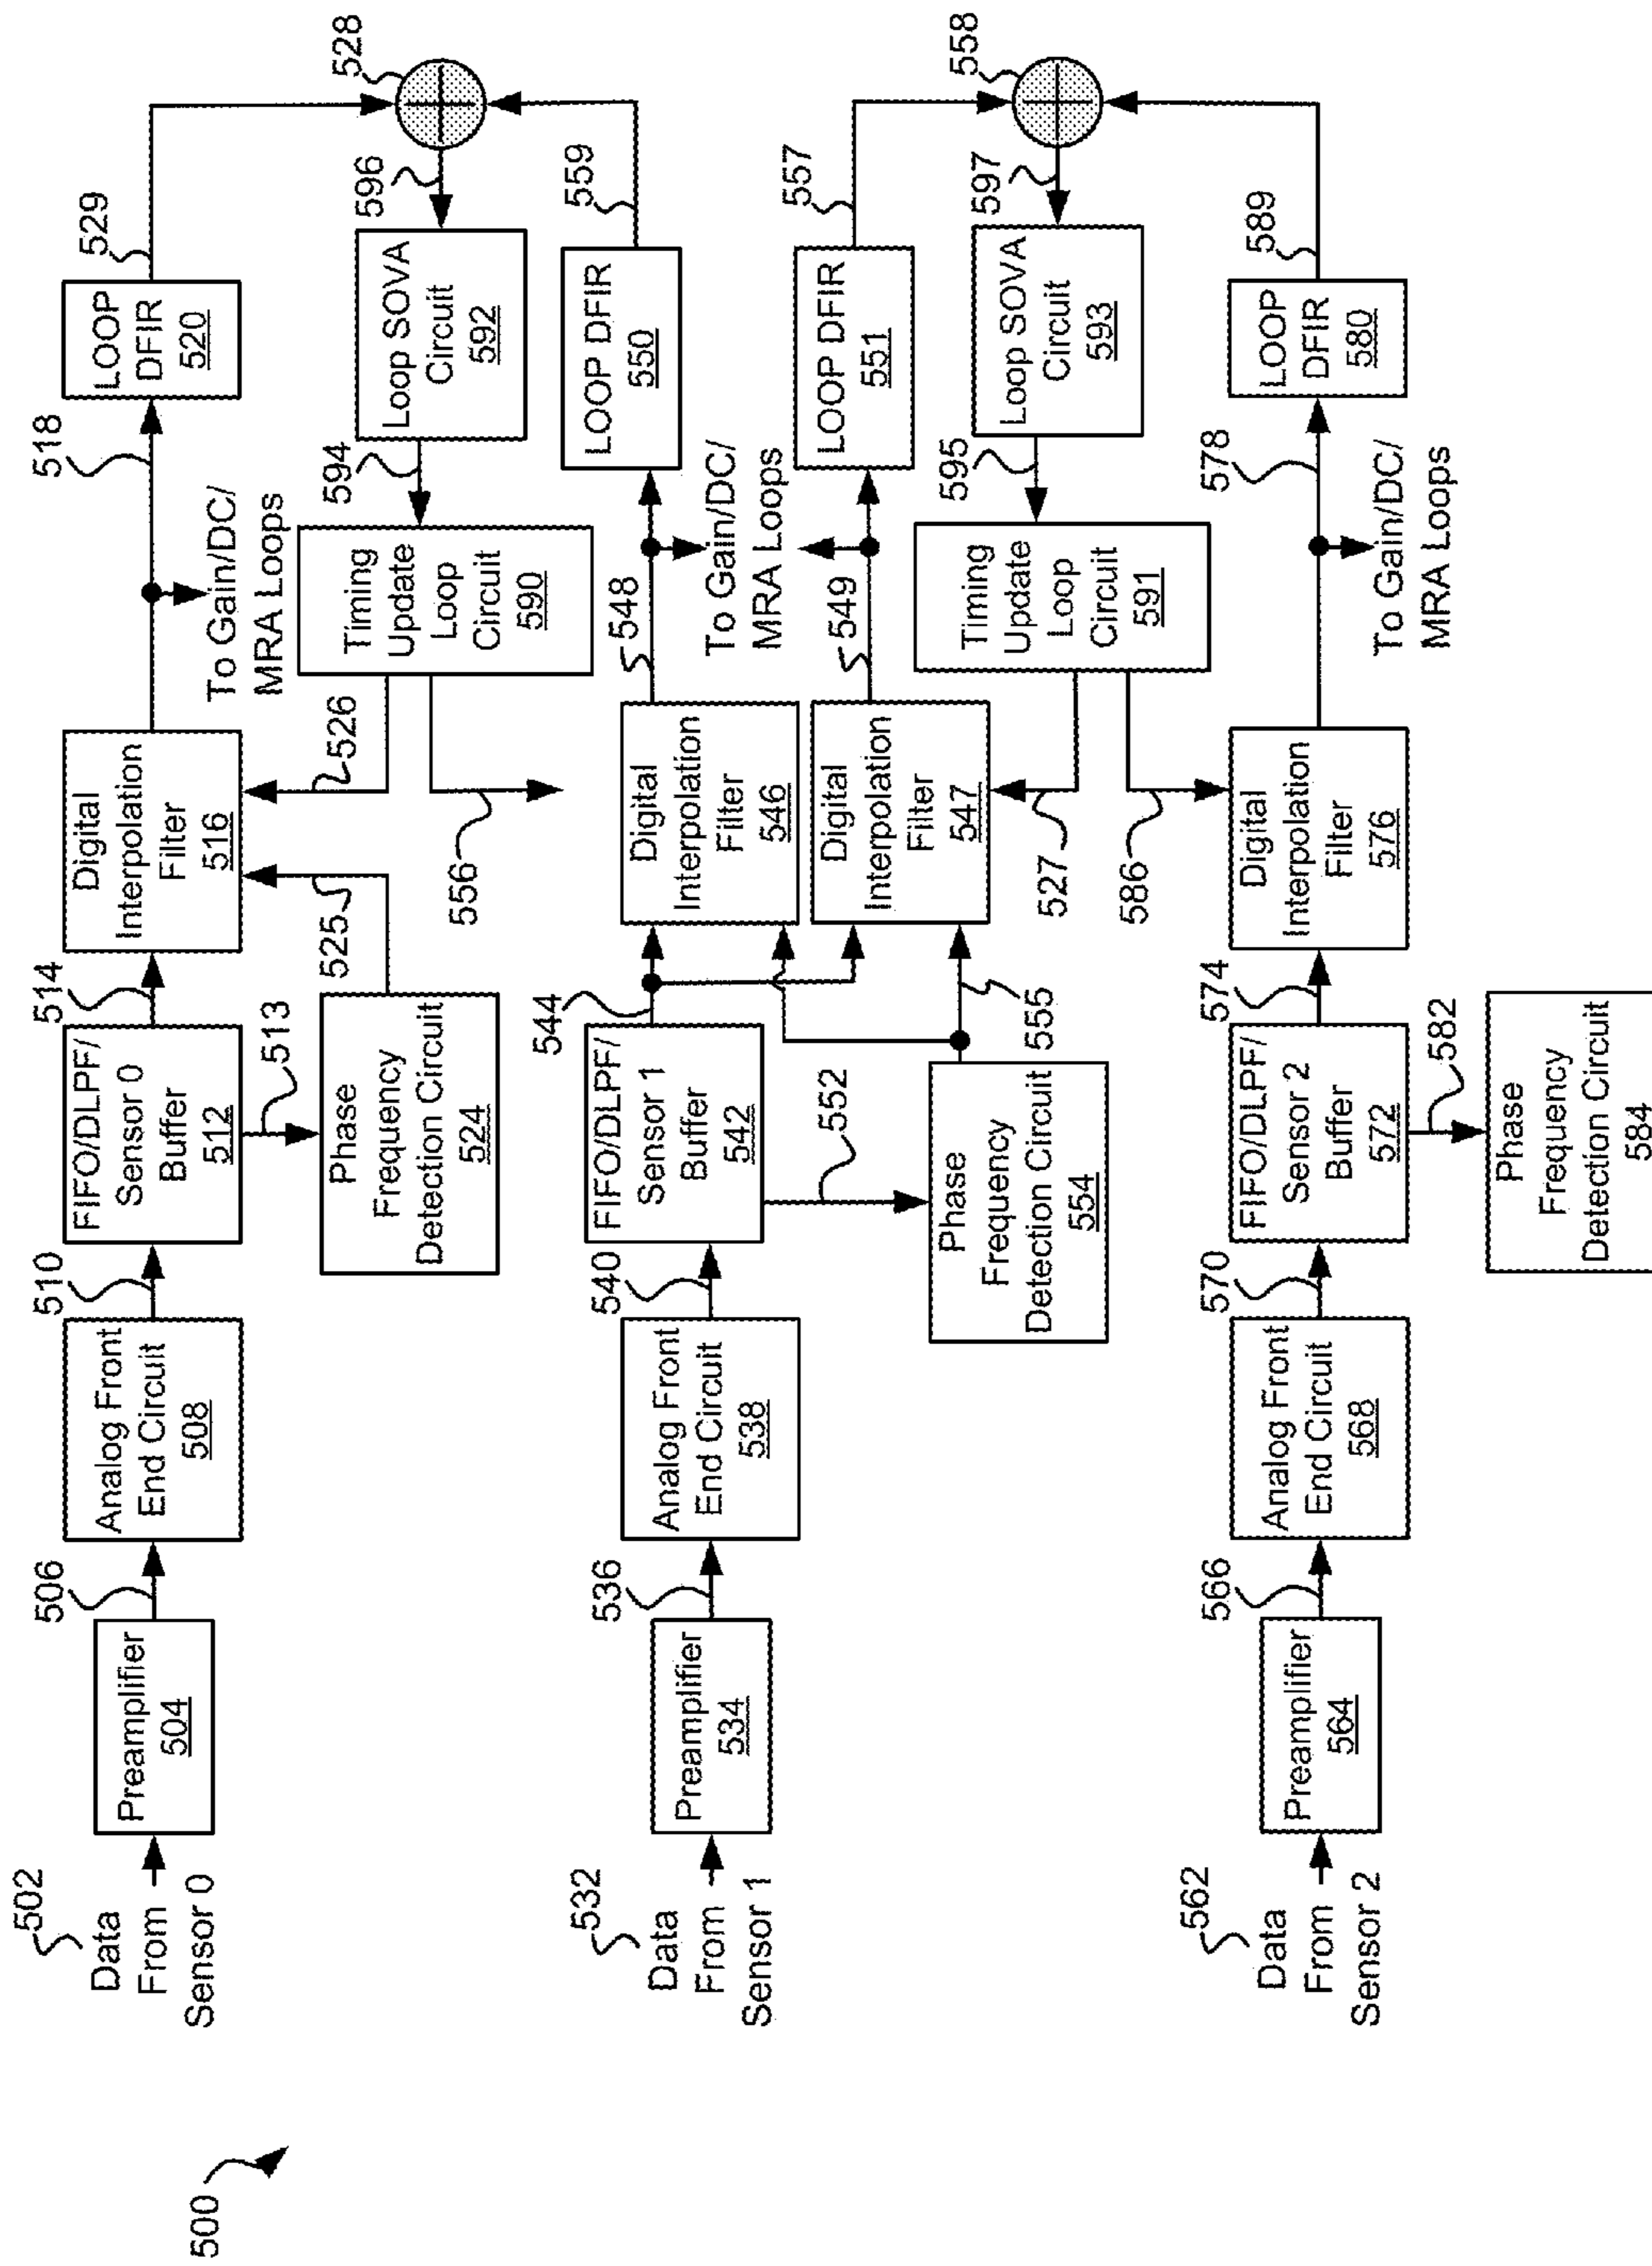 500
502
Data
From
Sensor 0
Preamplifier
504
506
Analog Front
End Circuit
508
510
FIFO/DLPF/
Sensor 0
Buffer
512
513
514
Phase
Frequency
Detection Circuit
524
525
Digital
Interpolation
Filter
516
518
To Gain/DC/
MRA Loops
526
556
LOOP
DFIR
520
529
528
596
Loop SOVA
Circuit
592
594
Timing
Update
Loop
Circuit
590
532
Data
From
Sensor 1
Preamplifier
534
536
Analog Front
End Circuit
538
540
FIFO/DLPF/
Sensor 1
Buffer
542
544
552
Phase
Frequency
Detection Circuit
554
555
Digital
Interpolation
Filter
546
548
Digital
Interpolation
Filter
547
549
To Gain/DC/
MRA Loops
LOOP DFIR
550
559
LOOP DFIR
551
557
558
597
Loop SOVA
Circuit
593
595
Timing
Update
Loop
Circuit
591
527
586
562
Data
From
Sensor 2
Preamplifier
564
566
Analog Front
End Circuit
568
570
FIFO/DLPF/
Sensor 2
Buffer
572
574
582
Phase
Frequency
Detection Circuit
584
Digital
Interpolation
Filter
576
578
To Gain/DC/
MRA Loops
LOOP
DFIR
580
589